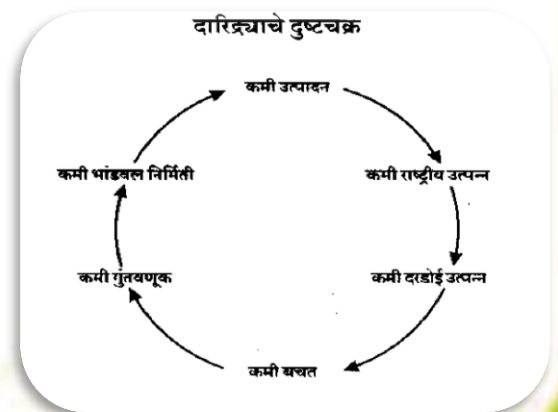 दारिद्र्याचे दुष्टचक्र
कमी उत्पादन
कमी राष्ट्रीय उत्पन्न
कमी दरडोई उत्पन्न
कमी बचत
कमी गुंतवणूक
कमी भांडवल निर्मिती